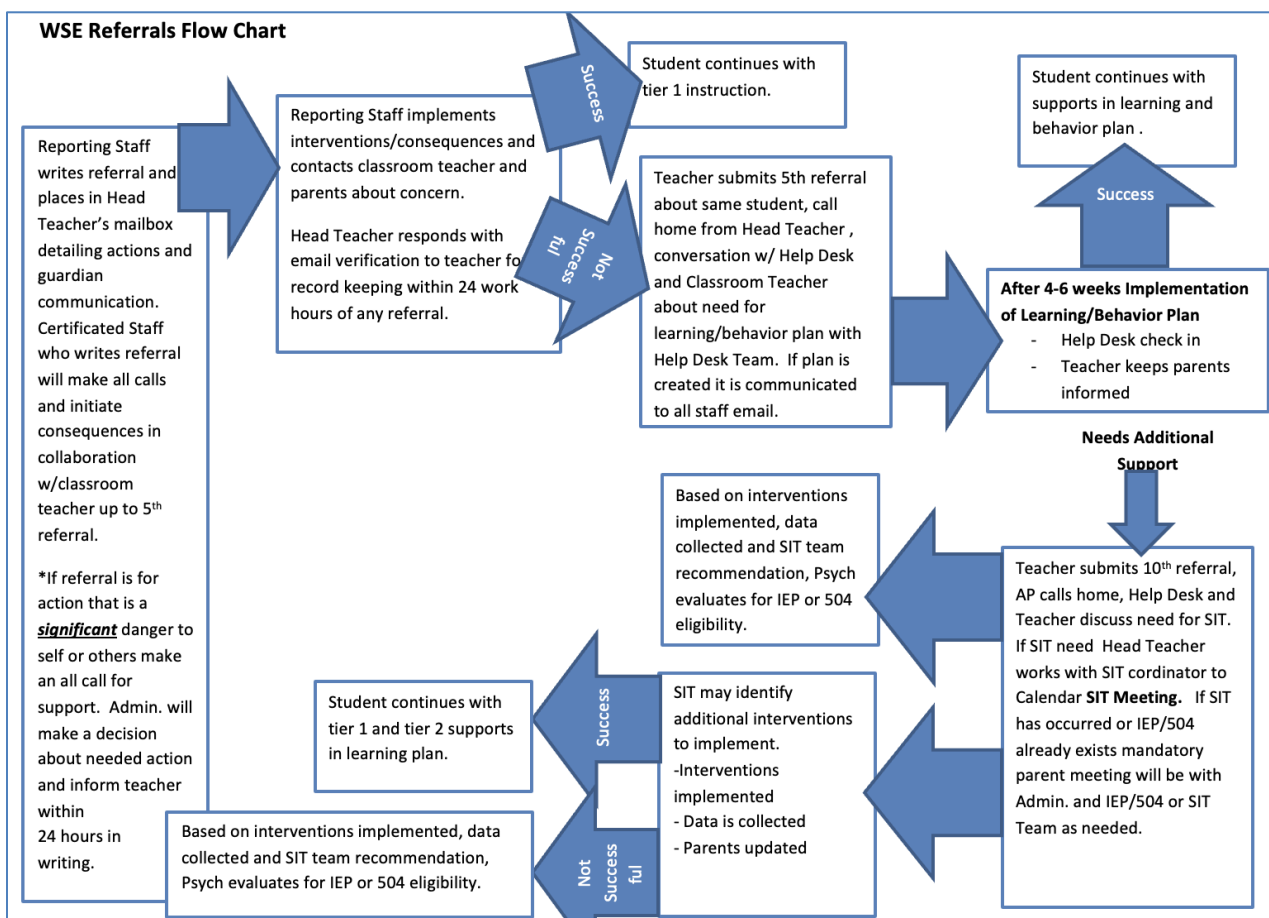 WSE Referrals Flow Chart
Reporting Staff
writes referral and
places in Head
Teacher’s mailbox
detailing actions and
guardian
communication.
Certificated Staff
who writes referral
will make all calls
and initiate
consequences in
collaboration
w/classroom
teacher up to 5th
referral.
*If referral is for
action that is a
significant danger to
self or others make
an all call for
support. Admin. will
make a decision
about needed action
and inform teacher
within
24 hours in
writing.
Reporting Staff implements
interventions/consequences and
contacts classroom teacher and
parents about concern.
Head Teacher responds with
email verification to teacher fo
record keeping within 24 work
hours of any referral.
Success
Student continues with
tier 1 instruction.
Not
Success
ful
Teacher submits 5th referral
about same student, call
home from Head Teacher ,
conversation w/ Help Desk
and Classroom Teacher
about need for
learning/behavior plan with
Help Desk Team. If plan is
created it is communicated
to all staff email.
Student continues with
supports in learning and
behavior plan .
Success
After 4-6 weeks Implementation
of Learning/Behavior Plan
- Help Desk check in
- Teacher keeps parents
informed
Needs Additional
Support
Teacher submits 10th referral,
AP calls home, Help Desk and
Teacher discuss need for SIT.
If SIT need Head Teacher
works with SIT cordinator to
Calendar SIT Meeting. If SIT
has occurred or IEP/504
already exists mandatory
parent meeting will be with
Admin. and IEP/504 or SIT
Team as needed.
Based on interventions
implemented, data
collected and SIT team
recommendation, Psych
evaluates for IEP or 504
eligibility.
SIT may identify
additional interventions
to implement.
-Interventions
implemented
- Data is collected
- Parents updated
Success
Student continues with
tier 1 and tier 2 supports
in learning plan.
Not
Success
ful
Based on interventions implemented, data
collected and SIT team recommendation,
Psych evaluates for IEP or 504 eligibility.